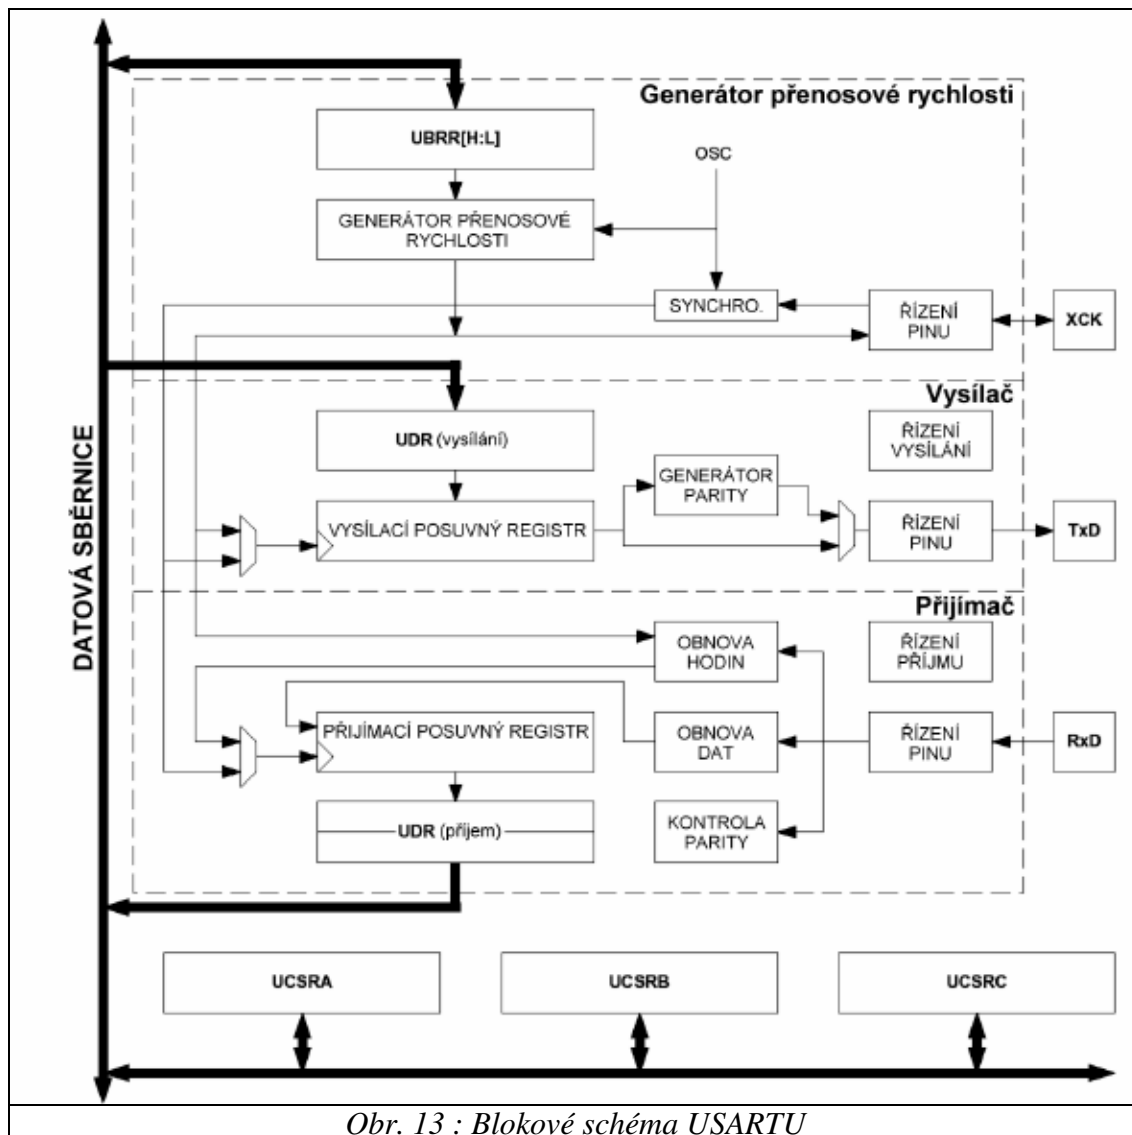 Generátor přenosové rychlosti
UBRR[H:L]
OSC
GENERÁTOR PŘENOSOVÉ
RYCHLOSTI
SYNCHRO.
ŘÍZENÍ
PINU
XCK
Vysílač
UDR (vysílání)
ŘÍZENÍ
VYSÍLÁNÍ
GENERÁTOR
PARITY
VYSÍLACÍ POSUVNÝ REGISTR
ŘÍZENÍ
PINU
TxD
DATOVÁ SBĚRNICE
Přijímač
OBNOVA
HODIN
ŘÍZENÍ
PŘÍJMU
PŘIJÍMACÍ POSUVNÝ REGISTR
OBNOVA
DAT
ŘÍZENÍ
PINU
RxD
UDR (příjem)
KONTROLA
PARITY
UCSRA
UCSRB
UCSRC
Obr. 13 : Blokové schéma USARTU